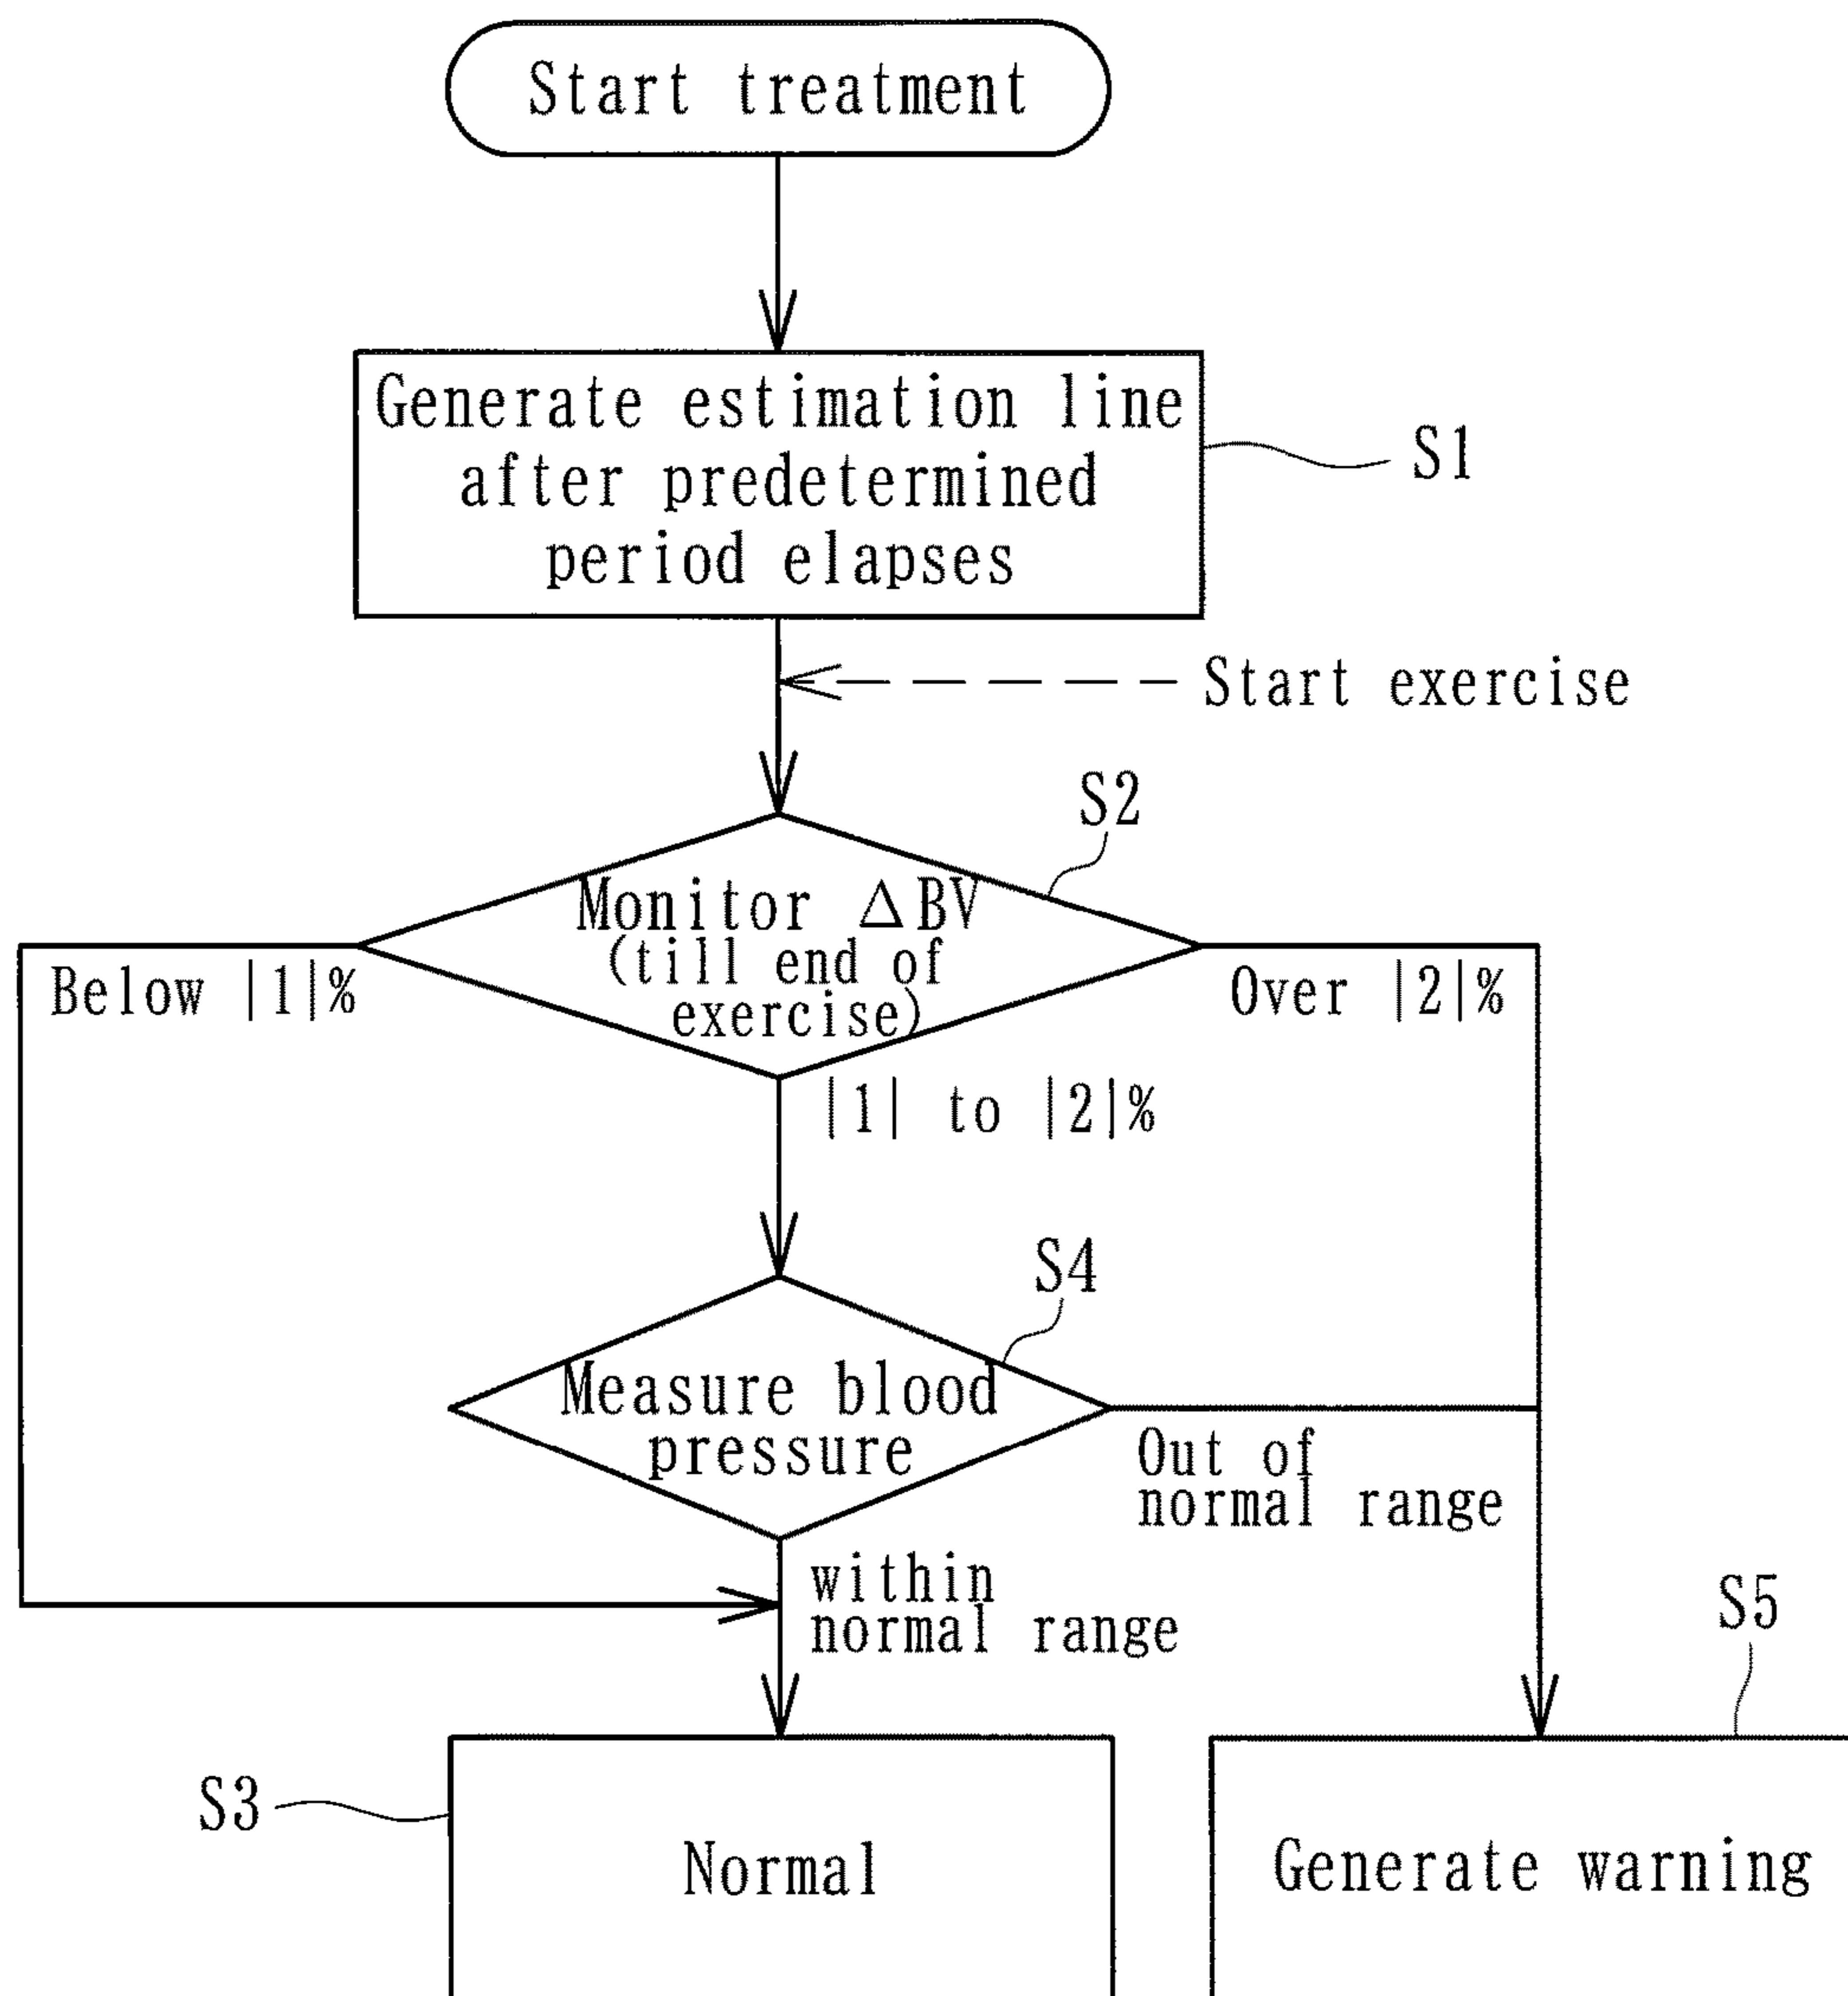 Start treatment
Generate estimation line
after predetermined
period elapses
S1
Start exercise
S2
Monitor ΔBV
(till end of
exercise)
Below |1|%
Over |2|%
|1| to |2|%
S4
Measure blood
pressure
Out of
normal range
within
normal range
S5
S3
Normal
Generate warning